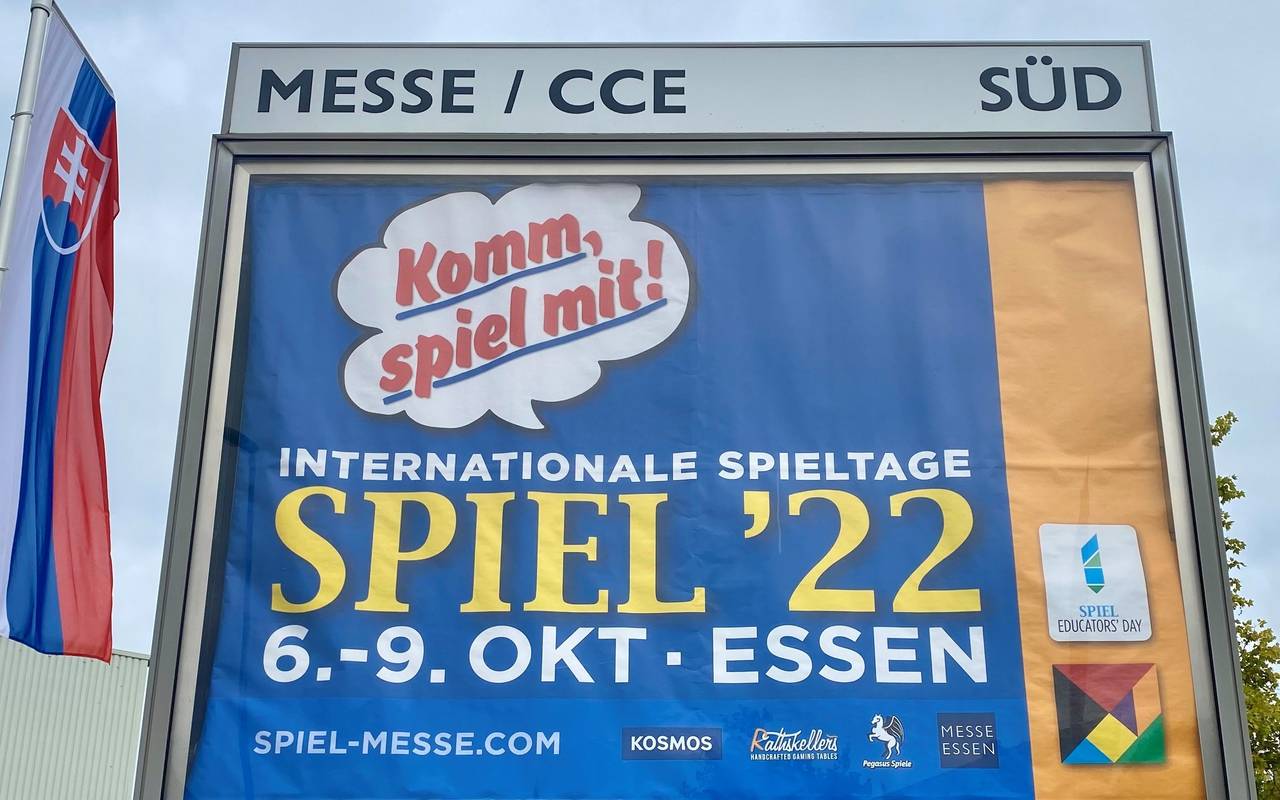 MESSE / CCE SÜD
Komm,
spiel mit!
INTERNATIONALE SPIELTAGE
SPIEL '22
6.-9. OKT · ESSEN
SPIEL
EDUCATORS' DAY
SPIEL-MESSE.COM
KOSMOS
Rathskellers
HANDCRAFTED GAMING TABLES
Pegasus Spiele
MESSE
ESSEN